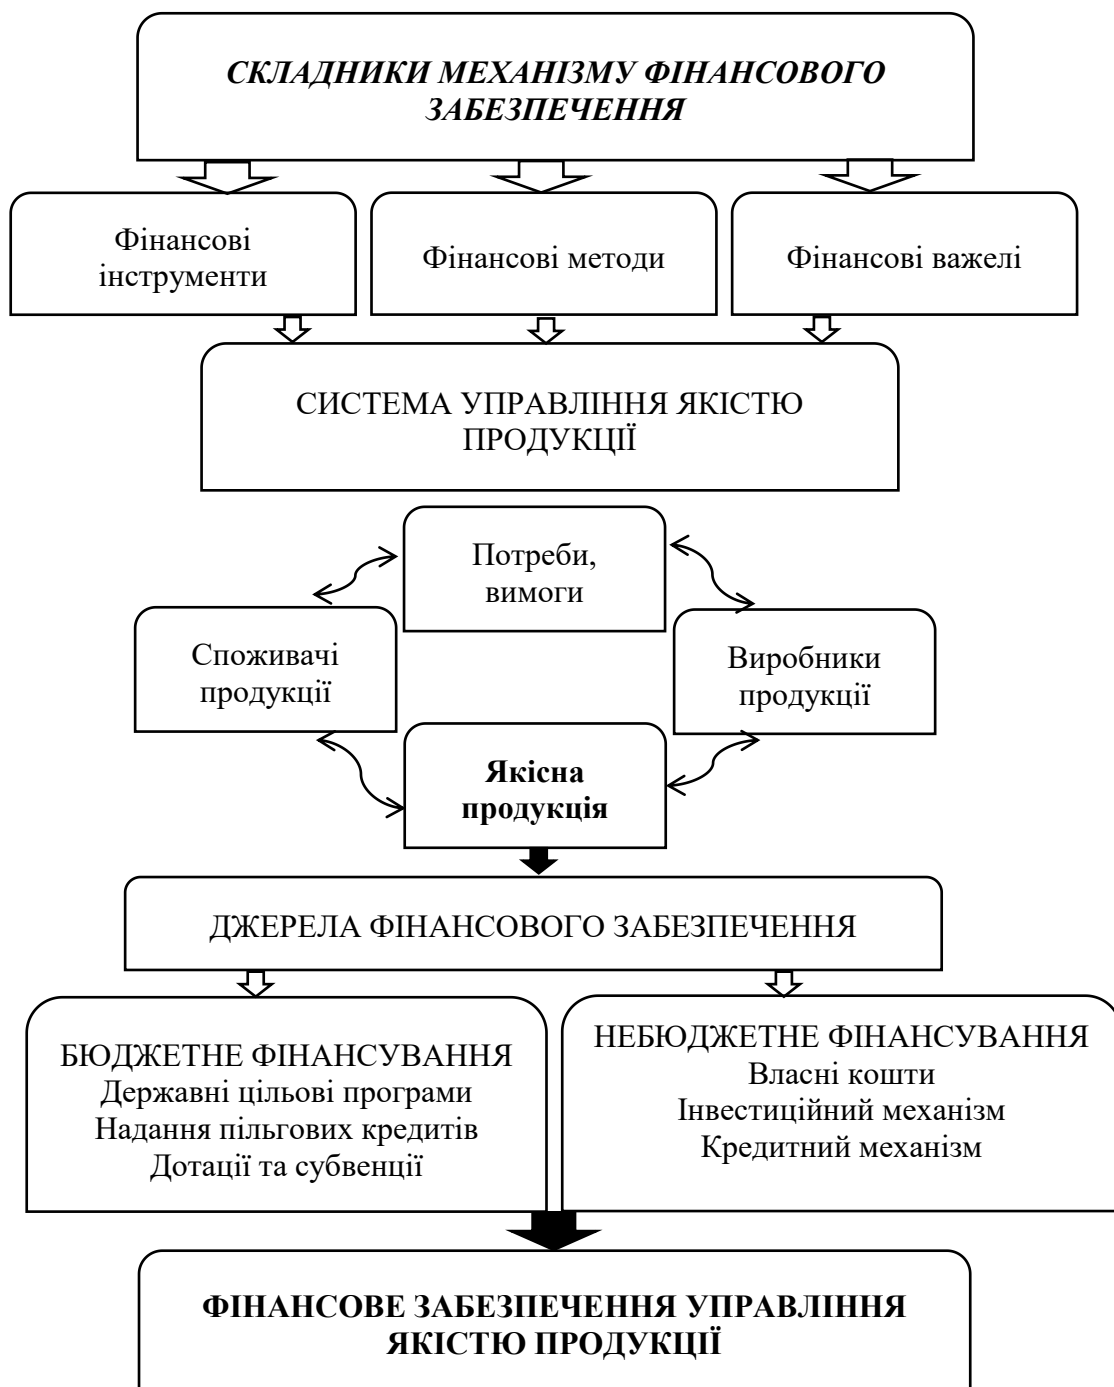 СКЛАДНИКИ МЕХАНІЗМУ ФІНАНСОВОГО
ЗАБЕЗПЕЧЕННЯ
Фінансові
інструменти
Фінансові методи
Фінансові важелі
СИСТЕМА УПРАВЛІННЯ ЯКІСТЮ
ПРОДУКЦІЇ
Потреби,
вимоги
Споживачі
продукції
Виробники
продукції
Якісна
продукція
ДЖЕРЕЛА ФІНАНСОВОГО ЗАБЕЗПЕЧЕННЯ
БЮДЖЕТНЕ ФІНАНСУВАННЯ
Державні цільові програми
Надання пільгових кредитів
Дотації та субвенції
НЕБЮДЖЕТНЕ ФІНАНСУВАННЯ
Власні кошти
Інвестиційний механізм
Кредитний механізм
ФІНАНСОВЕ ЗАБЕЗПЕЧЕННЯ УПРАВЛІННЯ
ЯКІСТЮ ПРОДУКЦІЇ